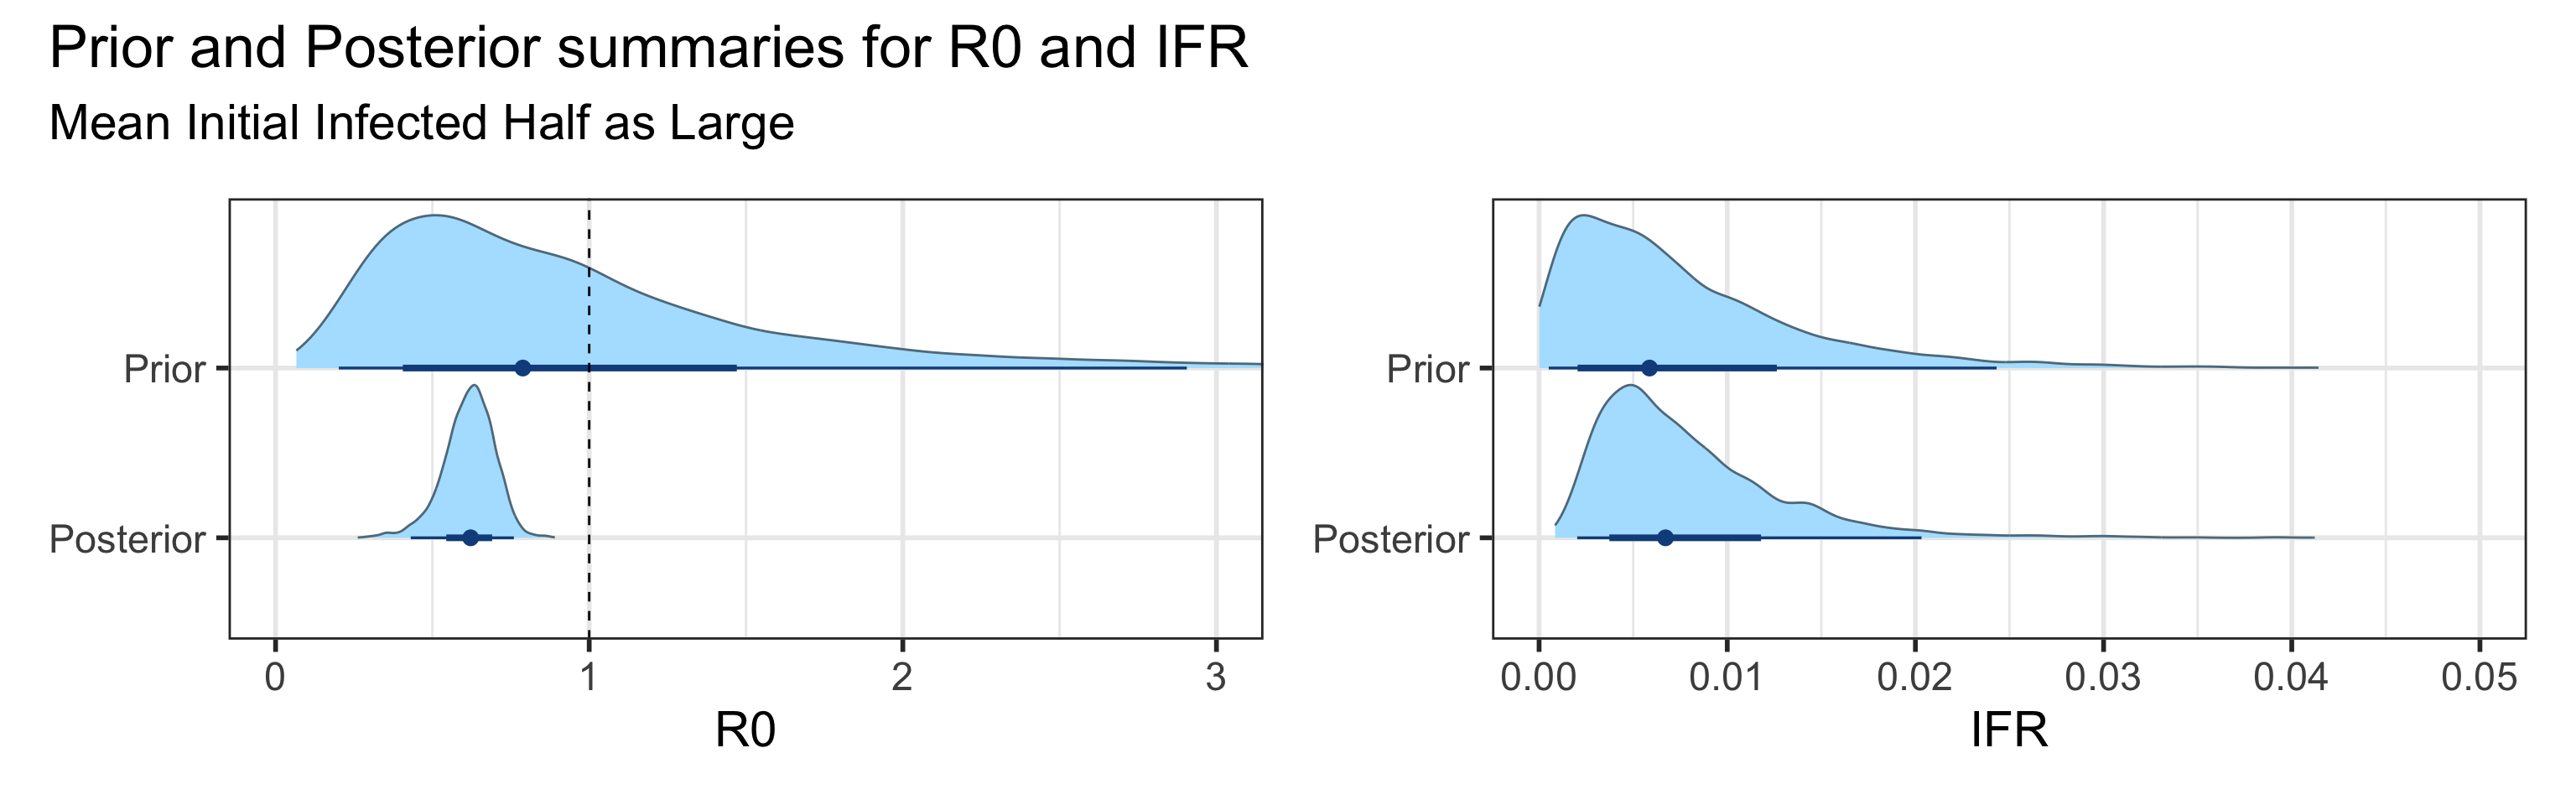 Prior and Posterior summaries for R0 and IFR
Mean Initial Infected Half as Large
Prior
Posterior
0 1 2 3
R0
Prior
Posterior
0.00 0.01 0.02 0.03 0.04 0.05
IFR